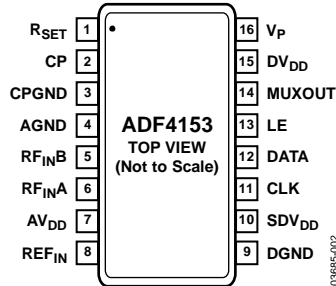 RSET 1
CP 2
CPGND 3
AGND 4
RFINB 5
RFINA 6
AVDD 7
REFIN 8
ADF4153
TOP VIEW
(Not to Scale)
16 VP
15 DVDD
14 MUXOUT
13 LE
12 DATA
11 CLK
10 SDVDD
9 DGND
03685-002